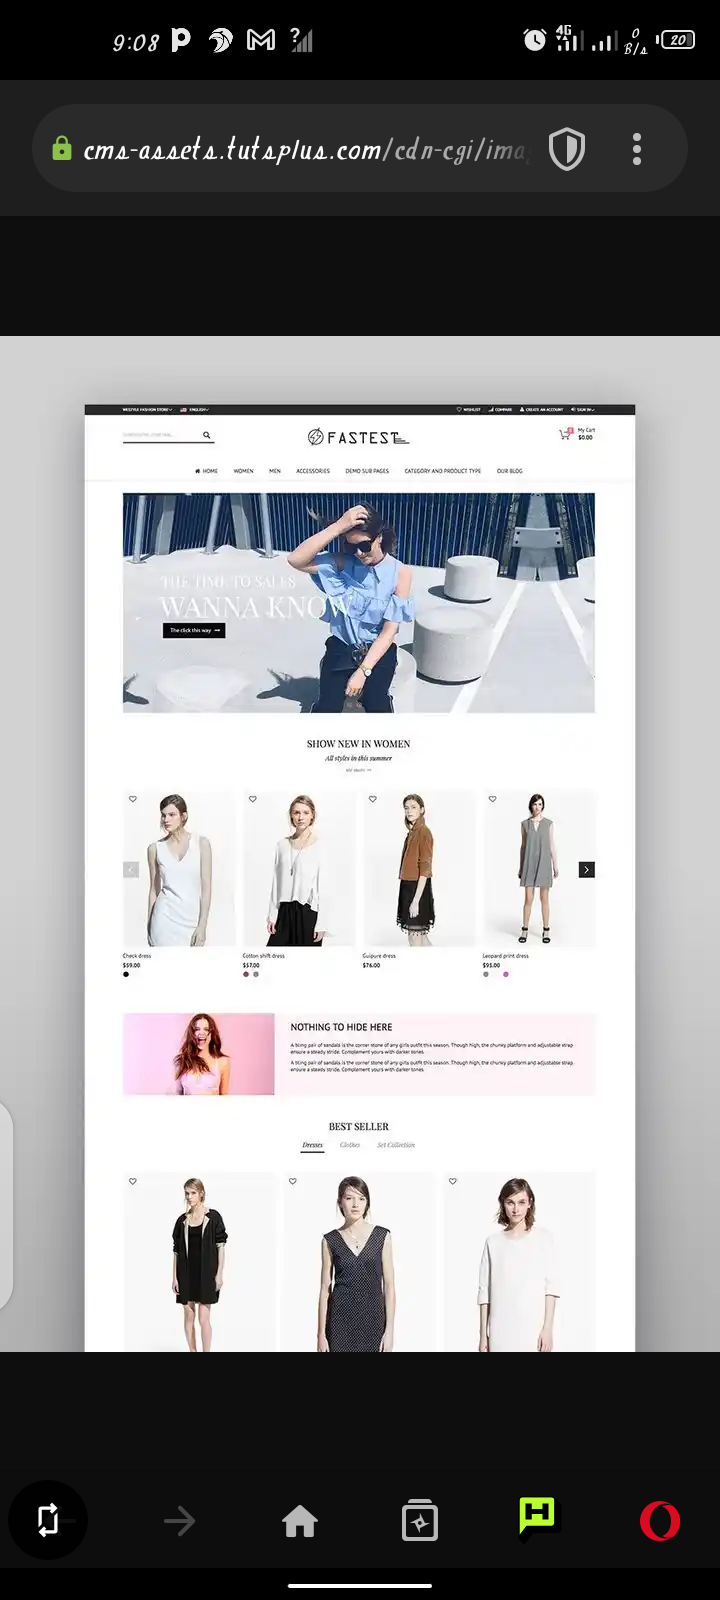 9:08
4G
0
B/s
20
cms-assets.tutsplus.com/cdn-cgi/ima
WESTYLE FASHION STORE
ENGLISH
WISHLIST
COMPARE
CREATE AN ACCOUNT
SIGN IN
FASTEST
My Cart
$0.00
HOME WOMEN MEN ACCESSORIES DEMO SUB PAGES CATEGORY AND PRODUCT TYPE OUR BLOG
THE TIME TO SALES
WANNA KNOW
The click this way
SHOW NEW IN WOMEN
All styles in this summer
Check dress
$59.00
Cotton shift dress
$57.00
Guipure dress
$76.00
Leopard print dress
$95.00
NOTHING TO HIDE HERE
A bling pair of sandals is the corner stone of any girls outfit this season. Though high, the chunky platform and adjustable strap
ensure a steady stride. Complement yours with darker tones.
A bling pair of sandals is the corner stone of any girls outfit this season. Though high, the chunky platform and adjustable strap
ensure a steady stride. Complement yours with darker tones.
BEST SELLER
Dresses Clothes Set Collection